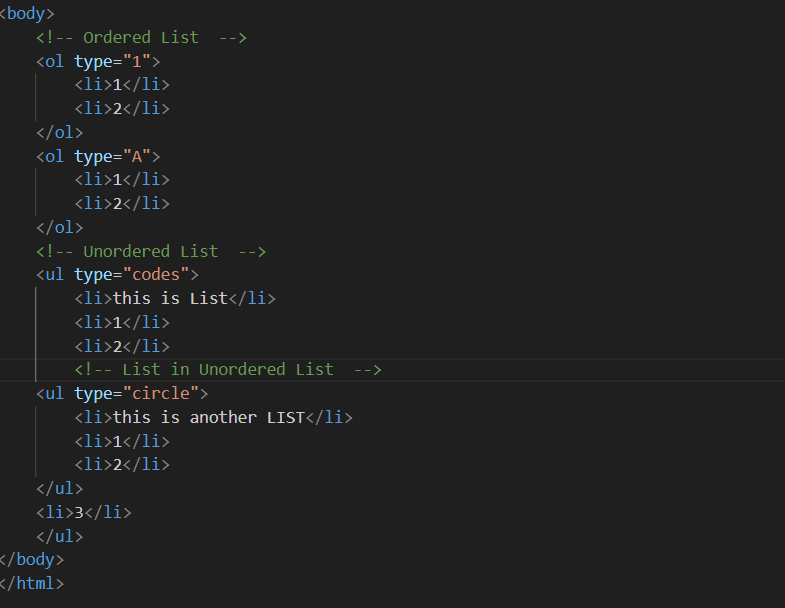 <body>
    <!-- Ordered List  -->
    <ol type="1">
        <li>1</li>
        <li>2</li>
    </ol>
    <ol type="A">
        <li>1</li>
        <li>2</li>
    </ol>
    <!-- Unordered List  -->
    <ul type="codes">
        <li>this is List</li>
        <li>1</li>
        <li>2</li>
        <!-- List in Unordered List  -->
    <ul type="circle">
        <li>this is another LIST</li>
        <li>1</li>
        <li>2</li>
    </ul>
    <li>3</li>
    </ul>
</body>
</html>